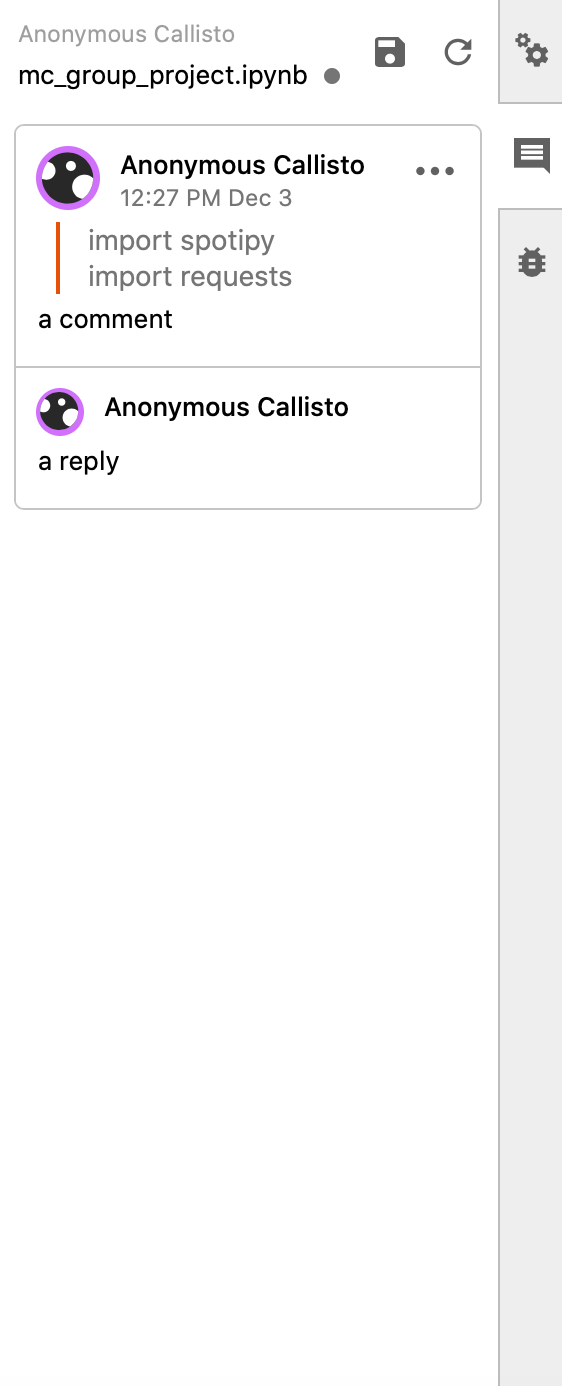 Anonymous Callisto
mc_group_project.ipynb
Anonymous Callisto
12:27 PM Dec 3
import spotipy
import requests
a comment
Anonymous Callisto
a reply